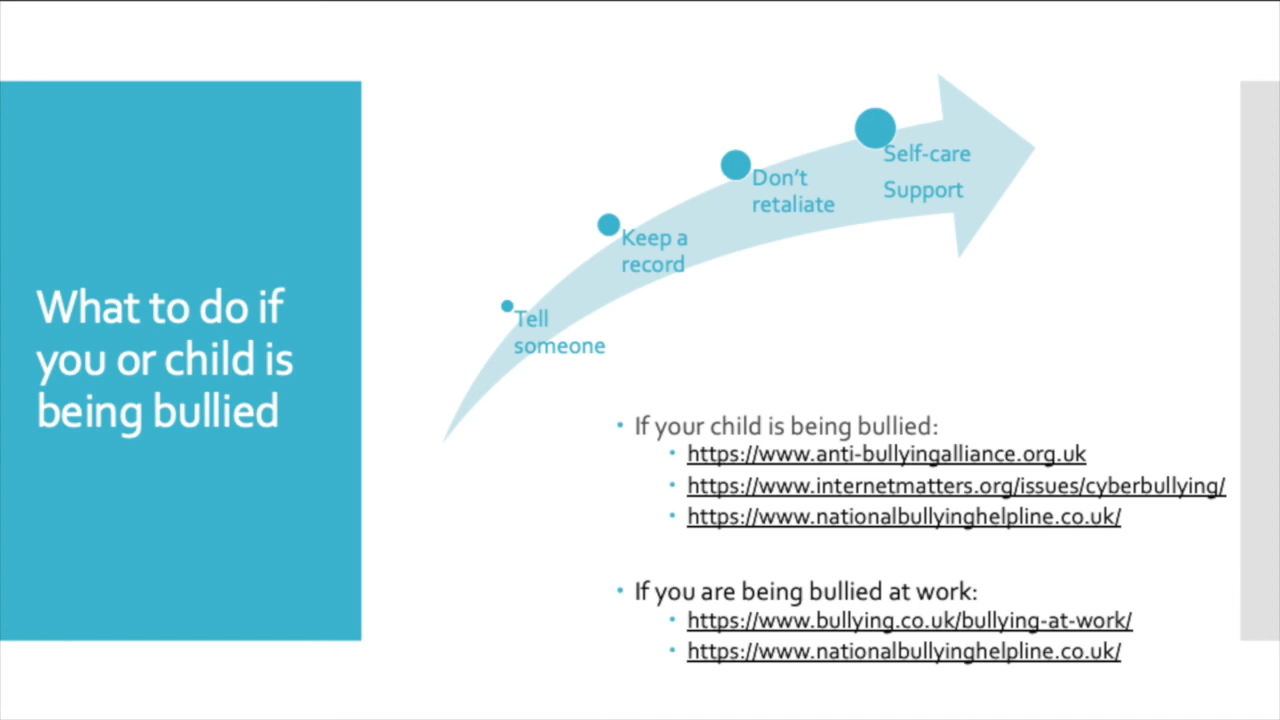 What to do if
you or child is
being bullied
Tell
someone
Keep a
record
Don’t
retaliate
Self-care
Support
• If your child is being bullied:
• https://www.anti-bullyingalliance.org.uk
• https://www.internetmatters.org/issues/cyberbullying/
• https://www.nationalbullyinghelpline.co.uk/
• If you are being bullied at work:
• https://www.bullying.co.uk/bullying-at-work/
• https://www.nationalbullyinghelpline.co.uk/